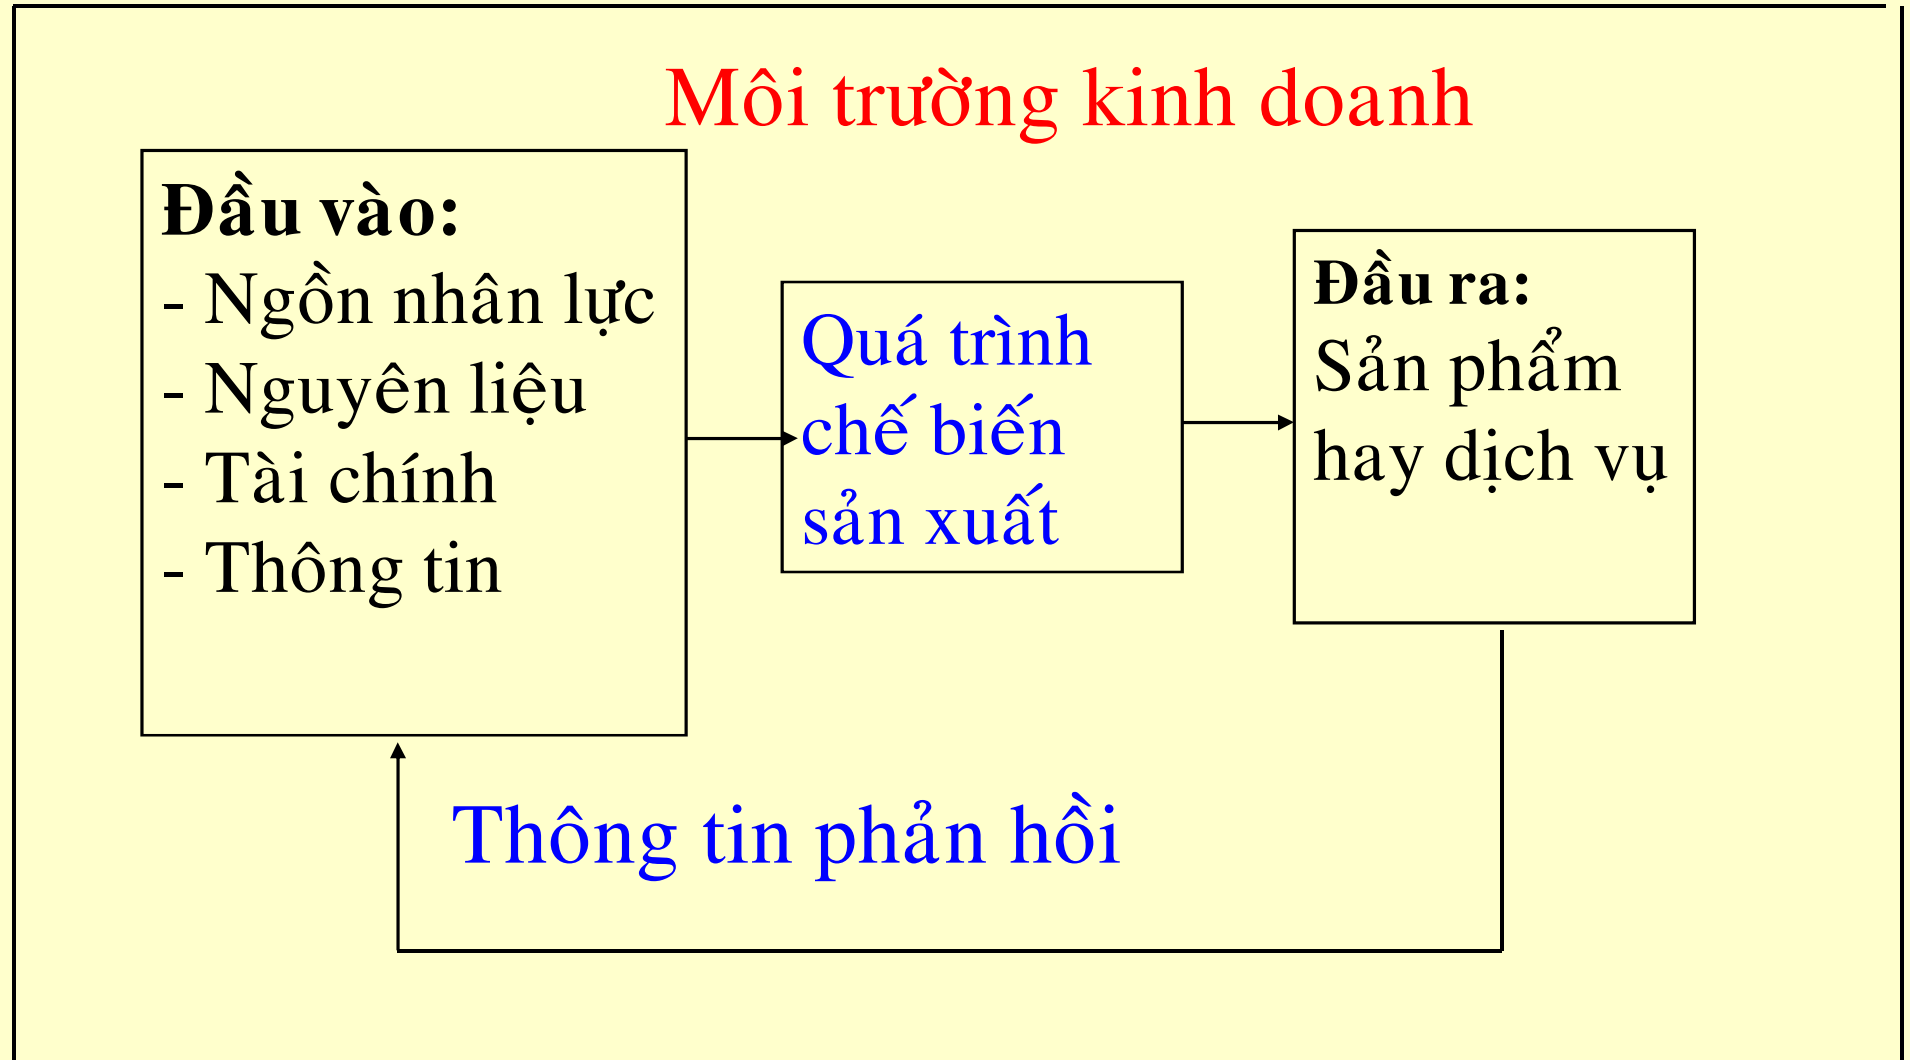 Môi trường kinh doanh
Đầu vào:
- Ngồn nhân lực
- Nguyên liệu
- Tài chính
- Thông tin
Quá trình
chế biến
sản xuất
Đầu ra:
Sản phẩm
hay dịch vụ
Thông tin phản hồi